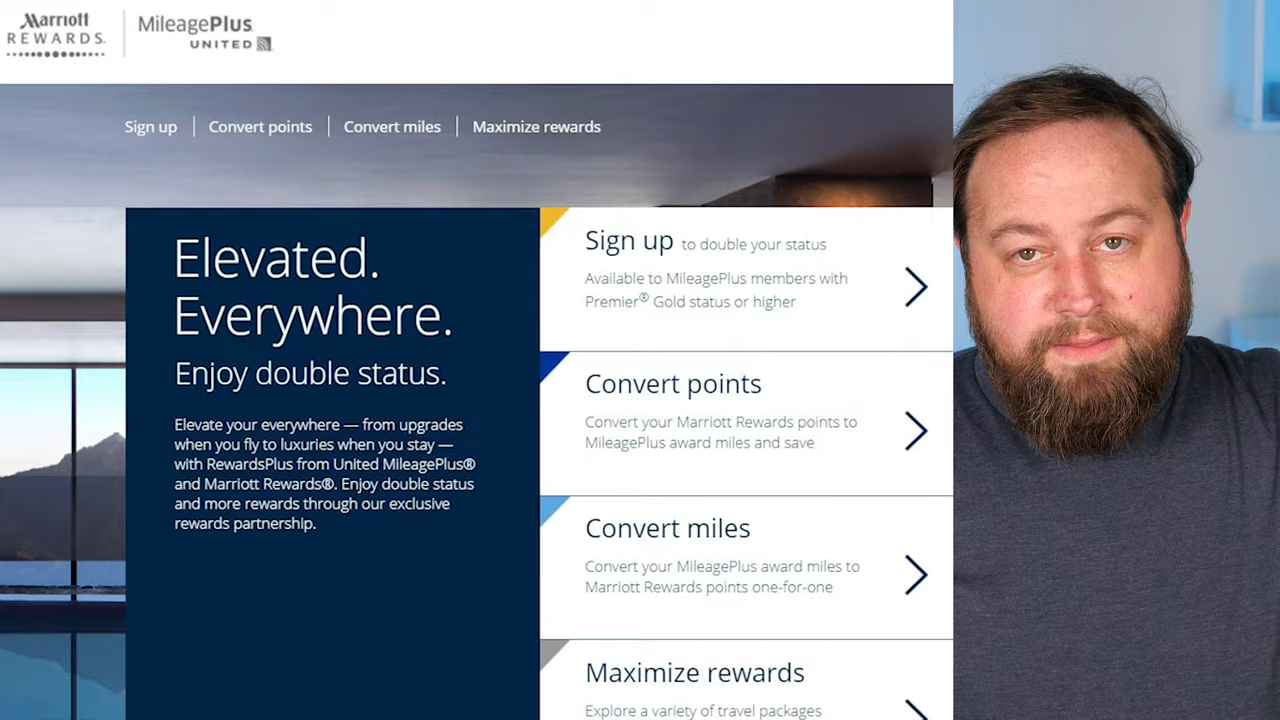 Marriott
REWARDS.
MileagePlus
UNITED
Sign up
Convert points
Convert miles
Maximize rewards
Elevated.
Everywhere.
Enjoy double status.
Elevate your everywhere — from upgrades
when you fly to luxuries when you stay —
with RewardsPlus from United MileagePlus®
and Marriott Rewards®. Enjoy double status
and more rewards through our exclusive
rewards partnership.
Sign up to double your status
Available to MileagePlus members with
Premier® Gold status or higher
Convert points
Convert your Marriott Rewards points to
MileagePlus award miles and save
Convert miles
Convert your MileagePlus award miles to
Marriott Rewards points one-for-one
Maximize rewards
Explore a variety of travel packages